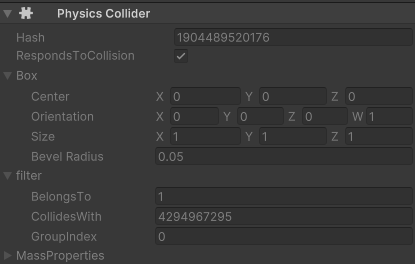 Physics Collider
Hash 1904489520176
RespondsToCollision
Box
Center X 0 Y 0 Z 0
Orientation X 0 Y 0 Z 0 W 1
Size X 1 Y 1 Z 1
Bevel Radius 0.05
filter
BelongsTo 1
CollidesWith 4294967295
GroupIndex 0
MassProperties